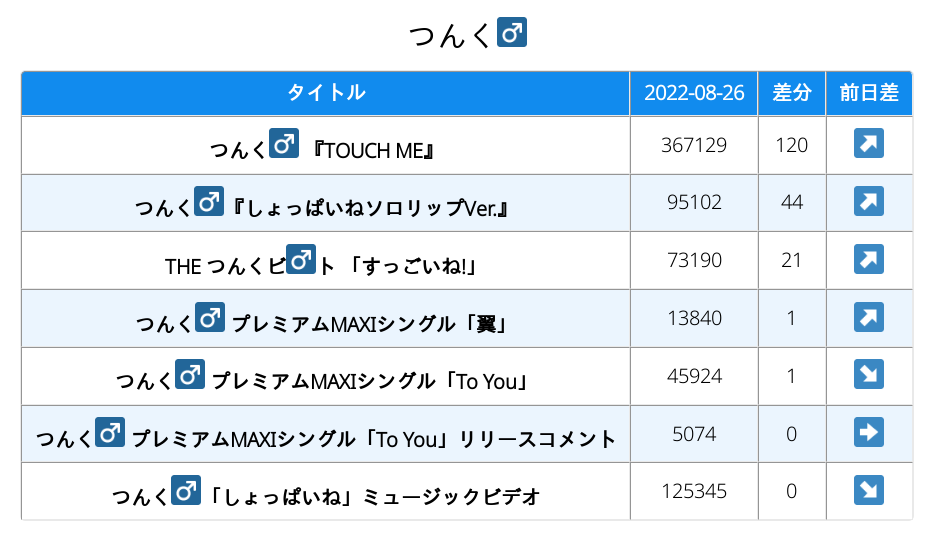 つんく♂
タイトル 2022-08-26 差分 前日差
つんく♂ 『TOUCH ME』 367129 120 ↗
つんく♂『しょっぱいねソロリップVer.』 95102 44 ↗
THE つんくビ♂ト 「すっごいね!」 73190 21 ↗
つんく♂ プレミアムMAXIシングル「翼」 13840 1 ↗
つんく♂ プレミアムMAXIシングル「To You」 45924 1 ↘
つんく♂ プレミアムMAXIシングル「To You」リリースコメント 5074 0 ➡
つんく♂「しょっぱいね」ミュージックビデオ 125345 0 ↘